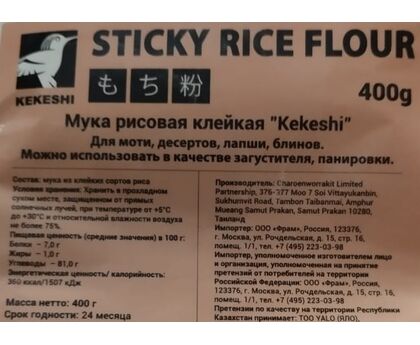 STICKY RICE FLOUR
KEKESHI
もち粉
400g
Мука рисовая клейкая "Kekeshi"
Для моти, десертов, лапши, блинов.
Можно использовать в качестве загустителя, панировки.
Состав: мука из клейких сортов риса
Условия хранения: Хранить в прохладном
сухом месте, защищенном от прямых
солнечных лучей, при температуре от +5°C
до +30°C и относительной влажности воздуха
не более 75%.
Пищевая ценность (средние значения) в 100 г:
Белки – 7,0 г
Жиры – 1,0 г
Углеводы – 81,0 г
Энергетическая ценность/ калорийность:
360 ккал/1507 кДж
Масса нетто: 400 г
Срок годности: 24 месяца
Производитель: Charoenworrakit Limited
Partnership, 376-377 Moo 7 Soi Vittayukanbin,
Sukhumvit Road, Tambon Taibanmai, Amphur
Mueang Samut Prakan, Samut Prakan 10280,
Таиланд
Импортер: ООО «Фрам», Россия, 123376,
г. Москва, ул. Рочдельская, д. 15, стр. 16,
помещ. 1/1, тел. +7 (495) 223-03-98
Импортер, уполномоченное изготовителем лицо
и организация, уполномоченная на принятие
претензий от потребителей на территории
Российской Федерации: ООО «Фрам», Россия,
123376, г. Москва, ул. Рочдельская, д. 15, стр. 16,
помещ. 1/1, тел. +7 (495) 223-03-98
Претензии по качеству на территории Республики
Казахстан принимает: ТОО YALO (ЯЛО),